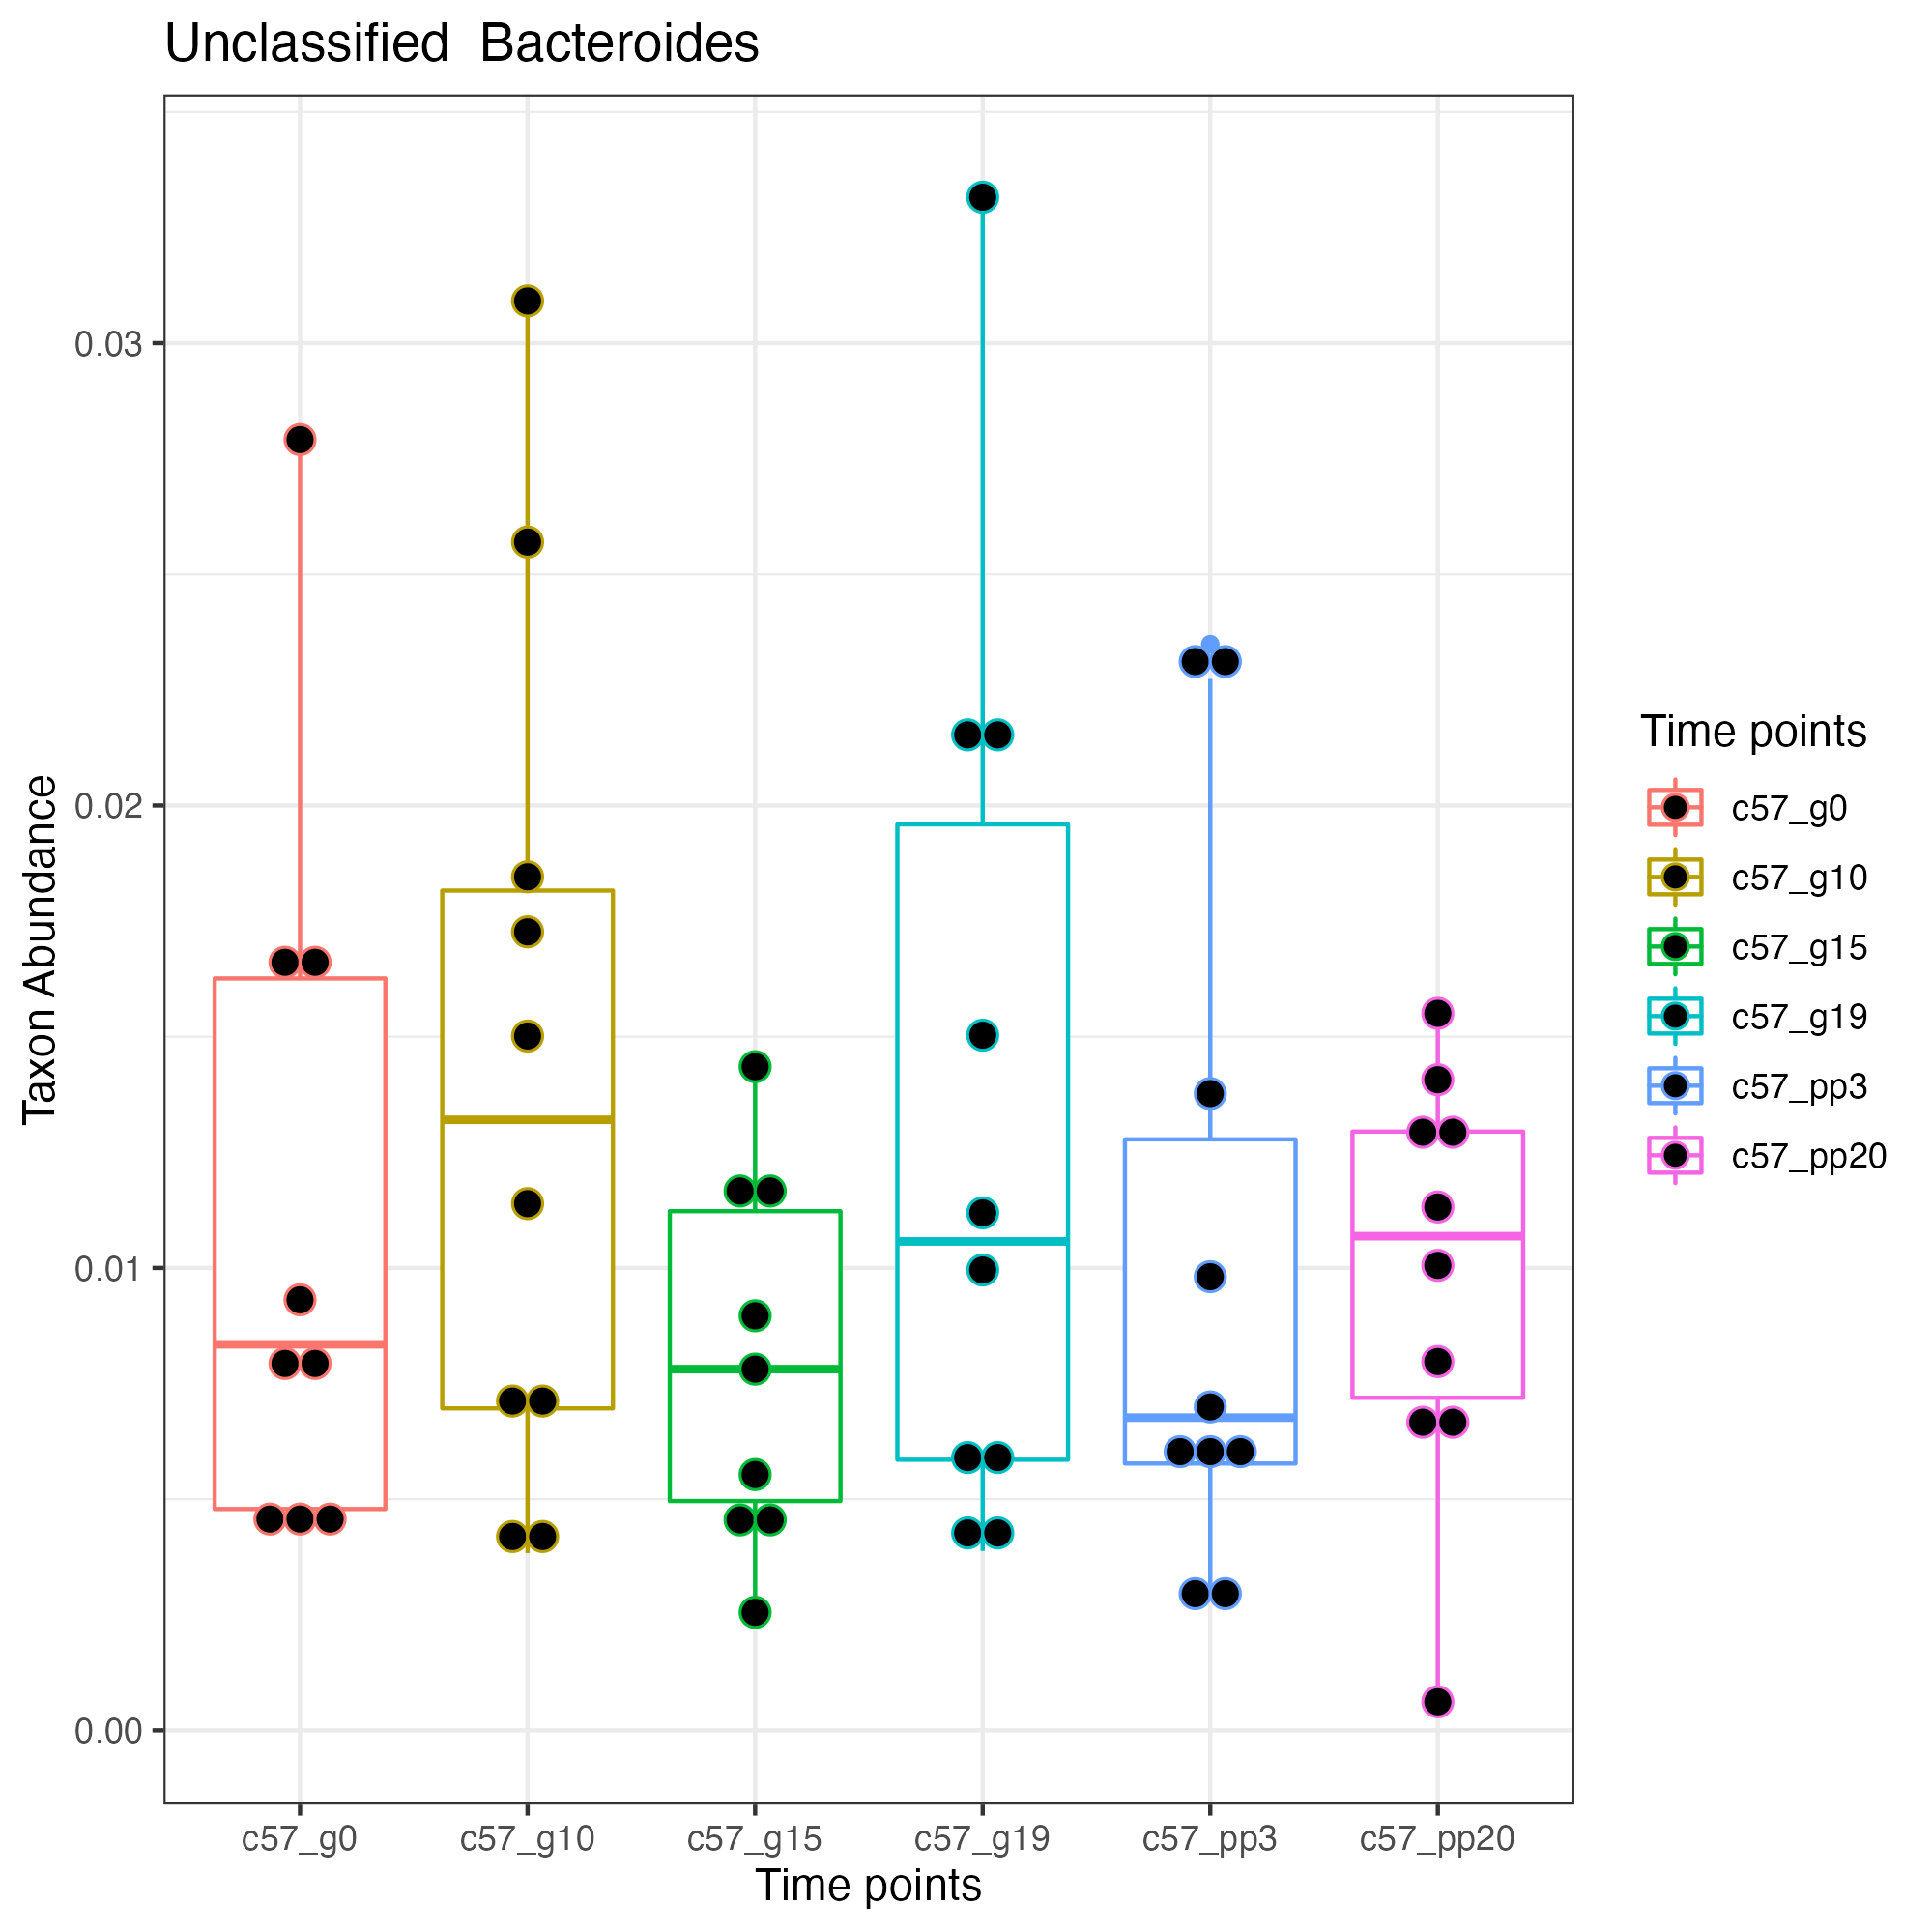 Unclassified  Bacteroides
Taxon Abundance
0.03
0.02
0.01
0.00
c57_g0
c57_g10
c57_g15
c57_g19
c57_pp3
c57_pp20
Time points
Time points
c57_g0
c57_g10
c57_g15
c57_g19
c57_pp3
c57_pp20